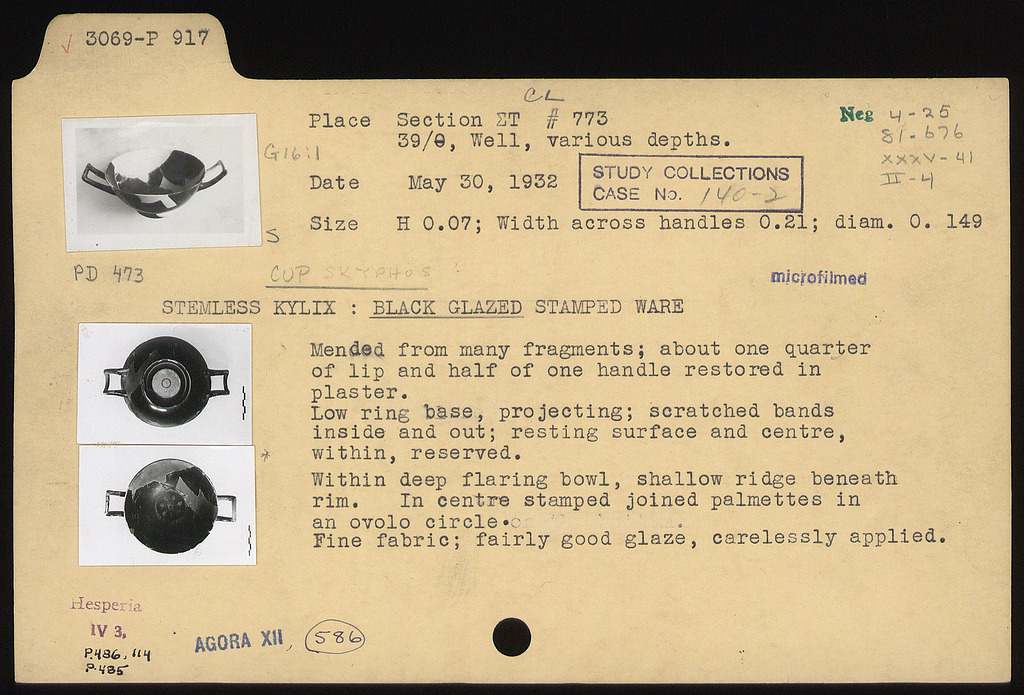 √ 3069-P 917
CL
Place Section ΣΤ # 773
39/Θ, Well, various depths.
Neg 4-25
81-676
XXXV-41
II-4
G16:1
STUDY COLLECTIONS
CASE No. 140-2
Date May 30, 1932
Size H 0.07; Width across handles 0.21; diam. 0. 149
S
PD 473
CUP SKYPHOS
microfilmed
STEMLESS KYLIX : BLACK GLAZED STAMPED WARE
Mended from many fragments; about one quarter
of lip and half of one handle restored in
plaster.
Low ring base, projecting; scratched bands
inside and out; resting surface and centre,
within, reserved.
*
Within deep flaring bowl, shallow ridge beneath
rim. In centre stamped joined palmettes in
an ovolo circle.
Fine fabric; fairly good glaze, carelessly applied.
Hesperia
IV 3,
P.486, 114
P.485
AGORA XII, 586